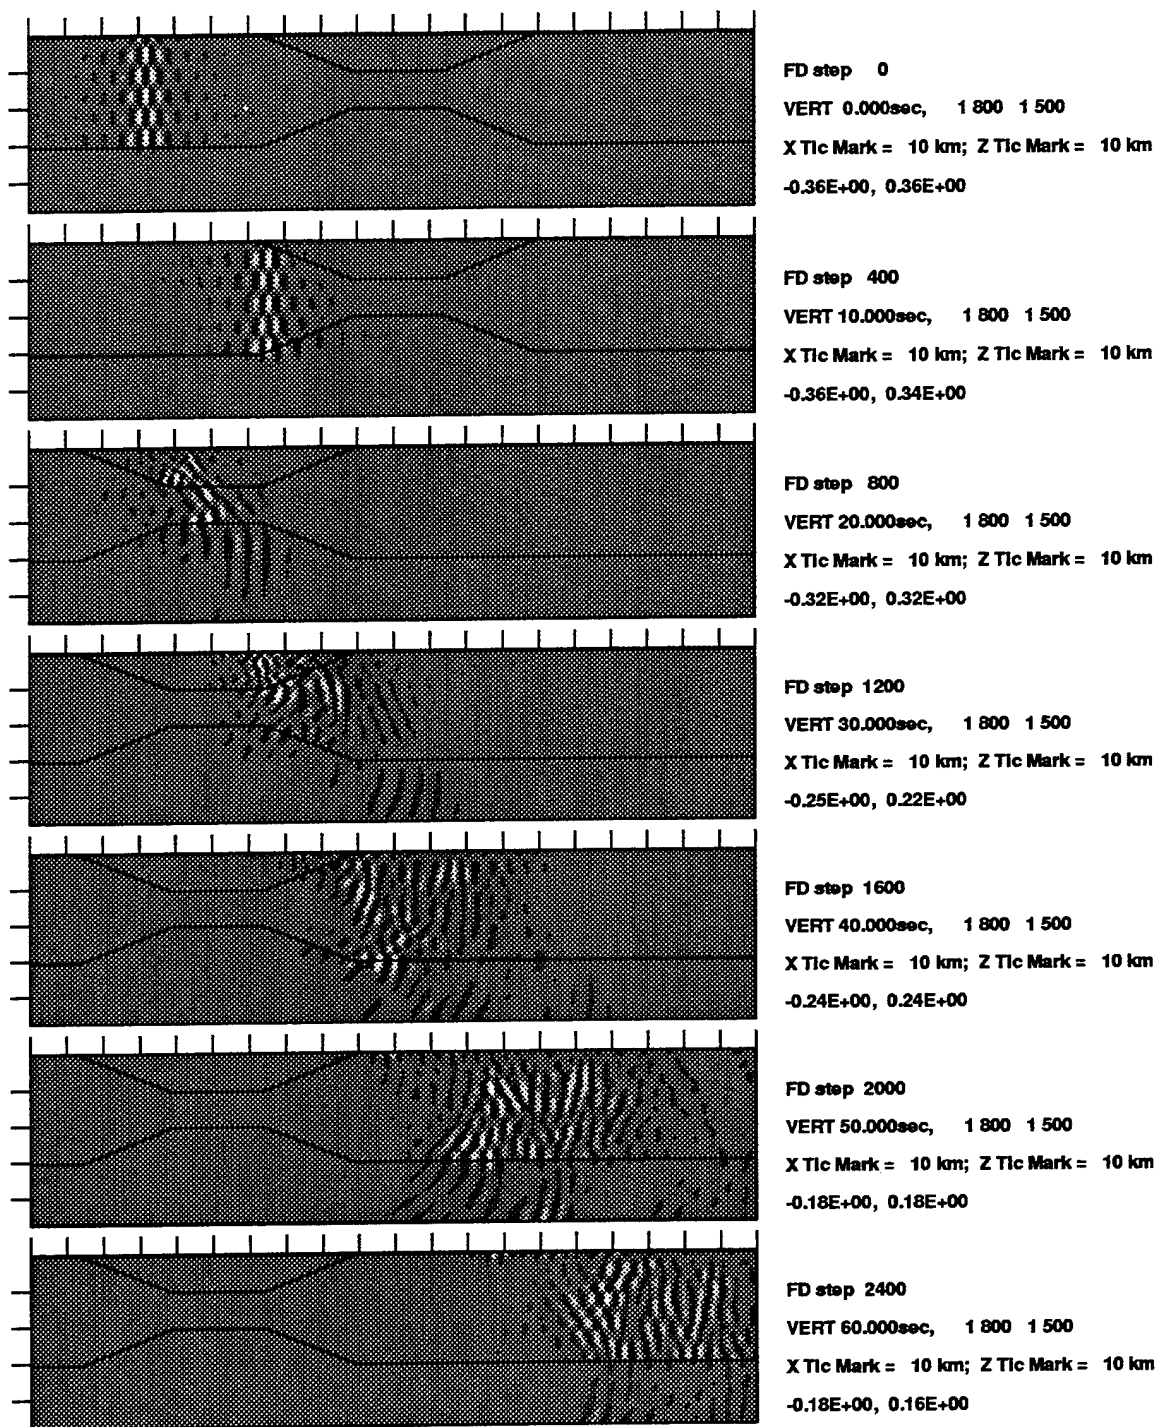 FD step 0
VERT 0.000sec, 1 800 1 500
X Tic Mark = 10 km; Z Tic Mark = 10 km
-0.36E+00, 0.36E+00
FD step 400
VERT 10.000sec, 1 800 1 500
X Tic Mark = 10 km; Z Tic Mark = 10 km
-0.36E+00, 0.34E+00
FD step 800
VERT 20.000sec, 1 800 1 500
X Tic Mark = 10 km; Z Tic Mark = 10 km
-0.32E+00, 0.32E+00
FD step 1200
VERT 30.000sec, 1 800 1 500
X Tic Mark = 10 km; Z Tic Mark = 10 km
-0.25E+00, 0.22E+00
FD step 1600
VERT 40.000sec, 1 800 1 500
X Tic Mark = 10 km; Z Tic Mark = 10 km
-0.24E+00, 0.24E+00
FD step 2000
VERT 50.000sec, 1 800 1 500
X Tic Mark = 10 km; Z Tic Mark = 10 km
-0.18E+00, 0.18E+00
FD step 2400
VERT 60.000sec, 1 800 1 500
X Tic Mark = 10 km; Z Tic Mark = 10 km
-0.18E+00, 0.16E+00